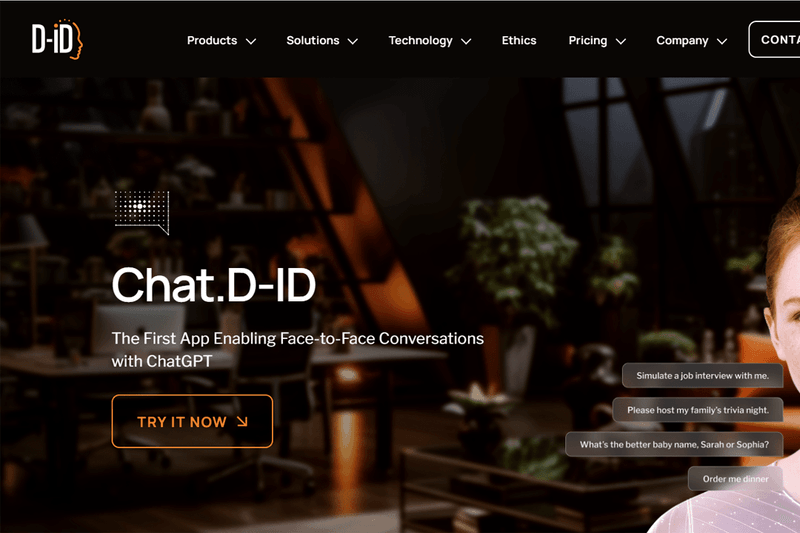 D-iD
Products
Solutions
Technology
Ethics
Pricing
Company
CONTA
Chat.D-ID
The First App Enabling Face-to-Face Conversations
with ChatGPT
TRY IT NOW
Simulate a job interview with me.
Please host my family's trivia night.
What's the better baby name, Sarah or Sophia?
Order me dinner